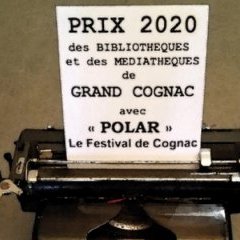 PRIX 2020
des BIBLIOTHEQUES
et des MEDIATHEQUES
de
GRAND COGNAC
avec
« POLAR »
Le Festival de Cognac